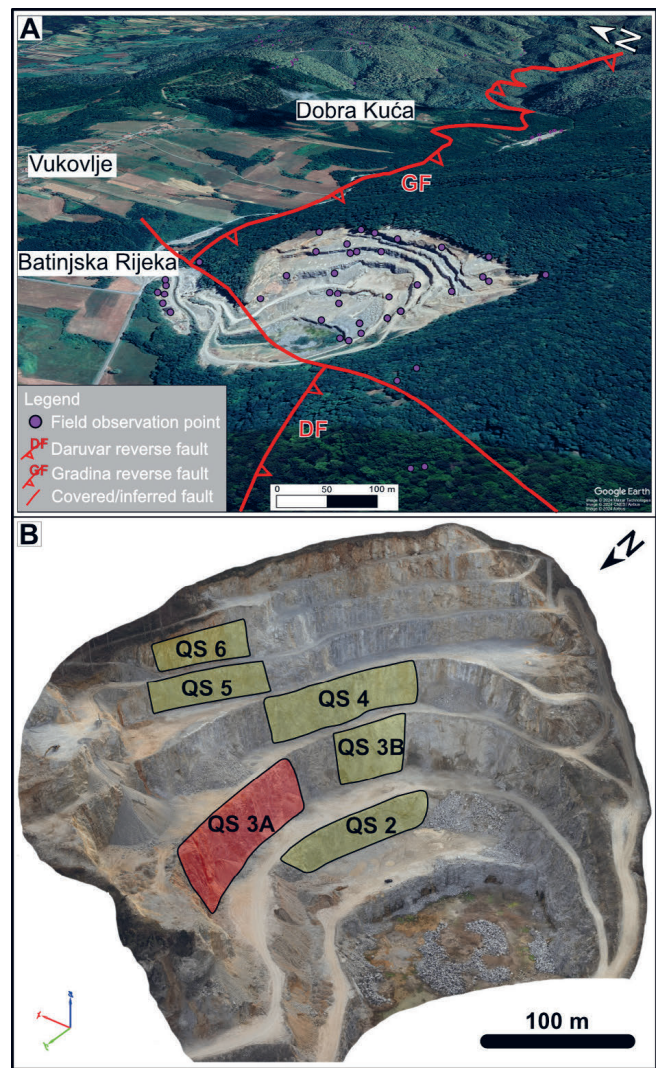 A
N
Dobra Kuća
Vukovlje
GF
Batinjska Rijeka
Legend
Field observation point
DF Daruvar reverse fault
GF Gradina reverse fault
Covered/inferred fault
DF
0 50 100 m
Google Earth
B
N
QS 6
QS 5
QS 4
QS 3B
QS 3A
QS 2
100 m